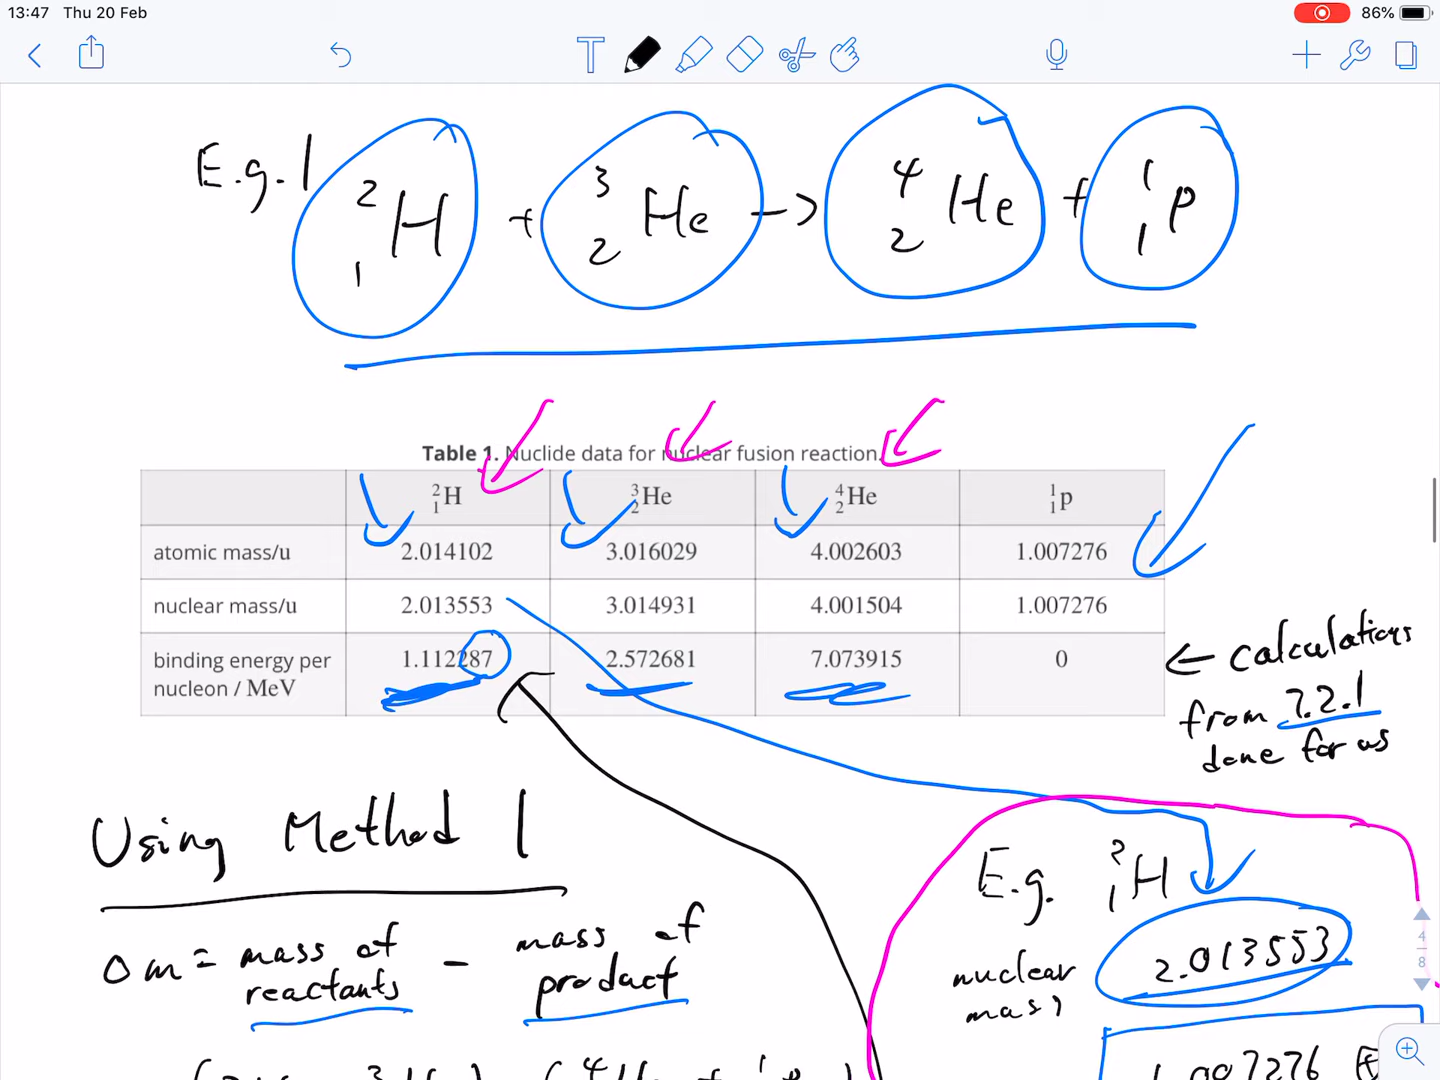 13:47 Thu 20 Feb
86%
E.g. 1 ²₁H + ³₂He -> ⁴₂He + ¹₁p
Table 1. Nuclide data for nuclear fusion reaction.
²₁H ³₂He ⁴₂He ¹₁p
atomic mass/u 2.014102 3.016029 4.002603 1.007276
nuclear mass/u 2.013553 3.014931 4.001504 1.007276
binding energy per nucleon / MeV 1.112287 2.572681 7.073915 0
← calculations
from 7.2.1
done for us
Using Method 1
Δm = mass of reactants - mass of product
E.g. ²₁H
nuclear mass,
2.013553
4
8